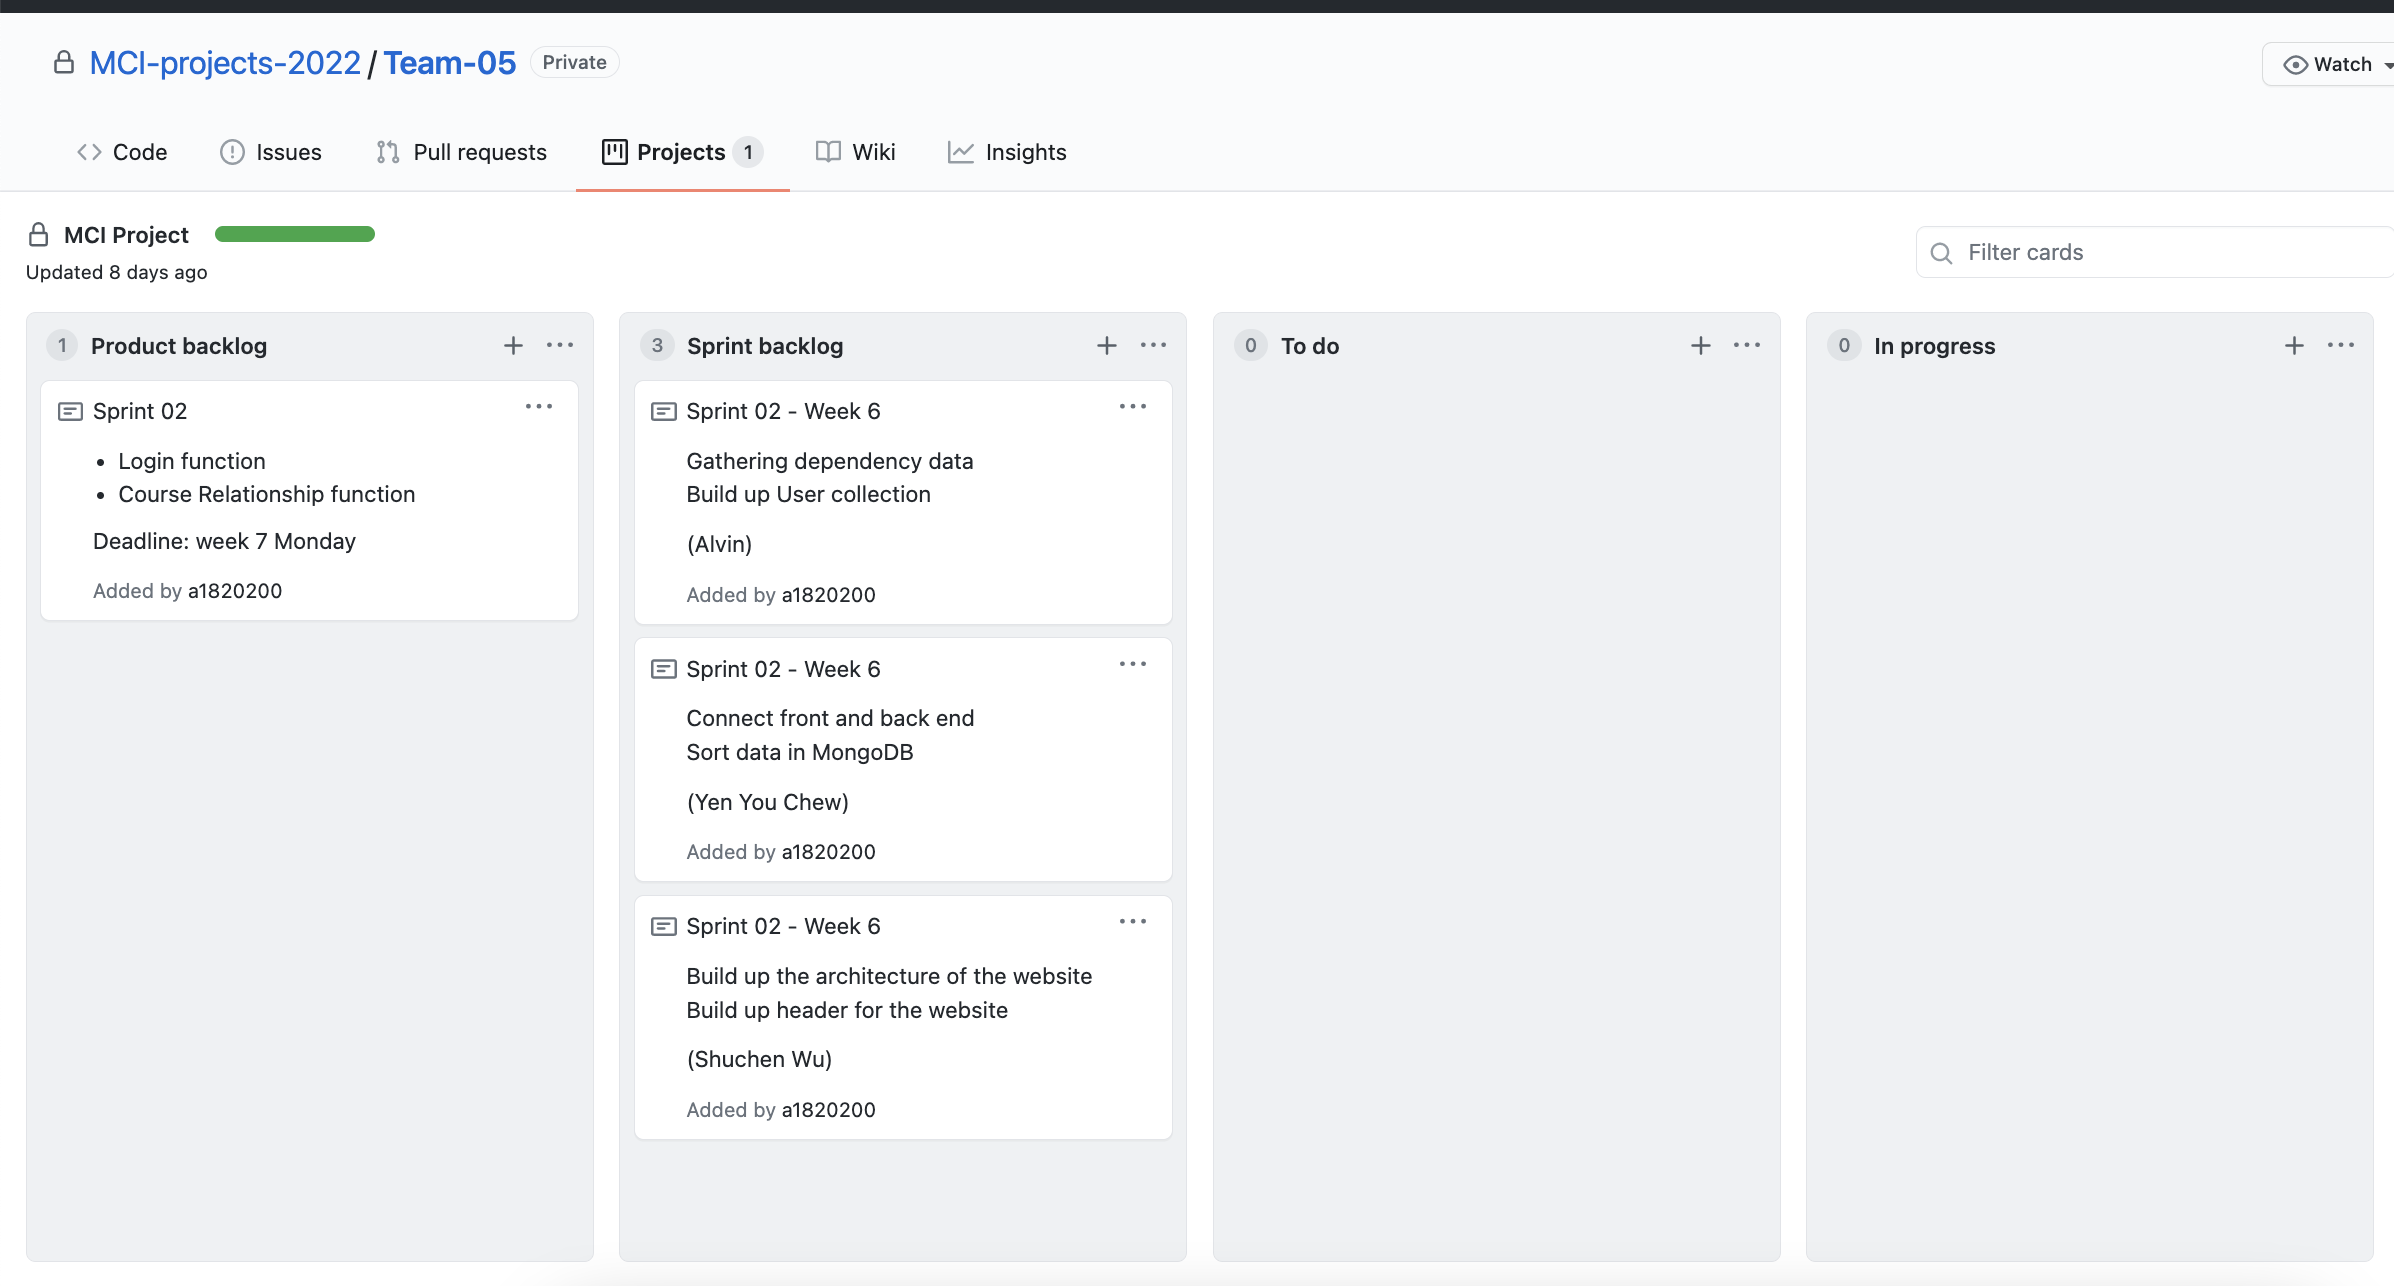 MCI-projects-2022 / Team-05 Private
Watch
Code Issues Pull requests Projects 1 Wiki Insights
MCI Project
Updated 8 days ago
Filter cards
1 Product backlog
Sprint 02
• Login function
• Course Relationship function
Deadline: week 7 Monday
Added by a1820200
3 Sprint backlog
Sprint 02 - Week 6
Gathering dependency data
Build up User collection
(Alvin)
Added by a1820200
Sprint 02 - Week 6
Connect front and back end
Sort data in MongoDB
(Yen You Chew)
Added by a1820200
Sprint 02 - Week 6
Build up the architecture of the website
Build up header for the website
(Shuchen Wu)
Added by a1820200
0 To do
0 In progress